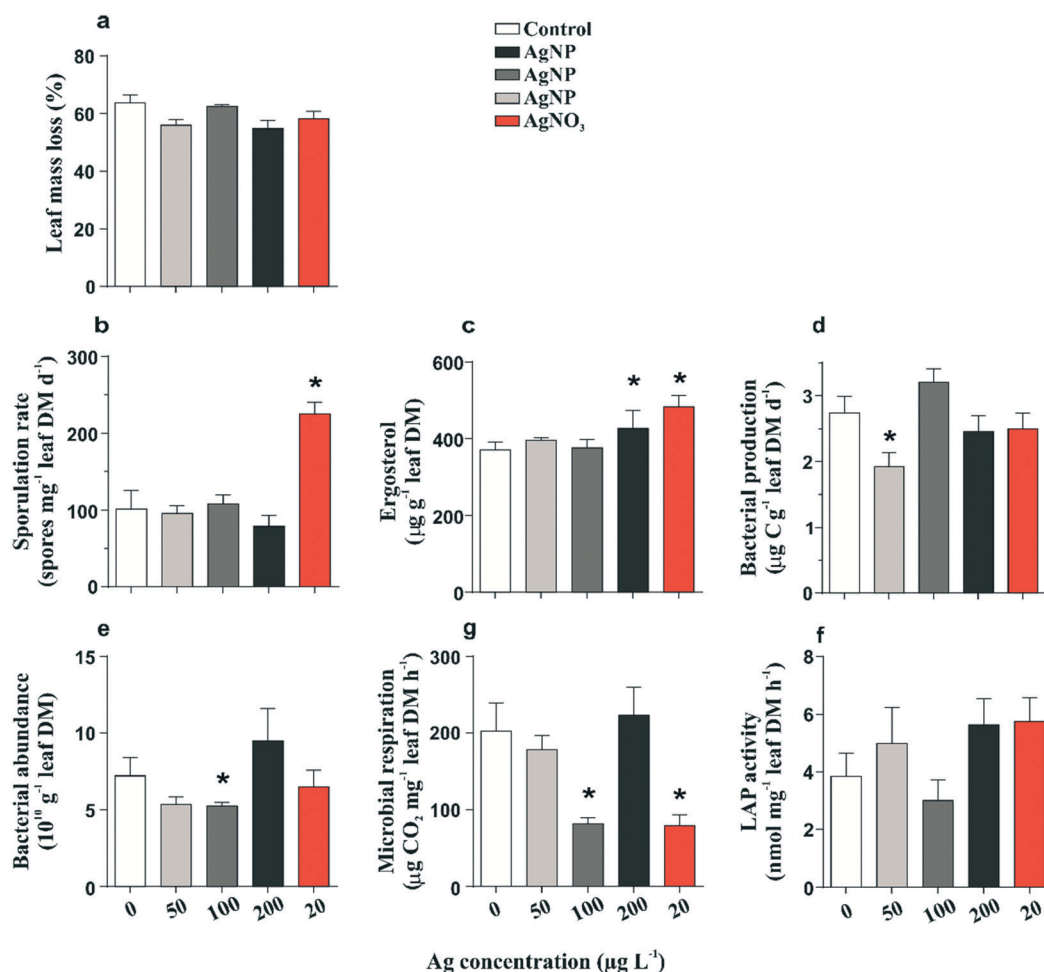 a
Control
AgNP
AgNP
AgNP
AgNO₃
Leaf mass loss (%)
80
60
40
20
0
b
Sporulation rate
(spores mg⁻¹ leaf DM d⁻¹)
300
200
100
0
*
c
Ergosterol
(µg g⁻¹ leaf DM)
600
400
200
0
*
*
d
Bacterial production
(µg C g⁻¹ leaf DM d⁻¹)
3
2
1
0
*
e
Bacterial abundance
(10¹⁰ g⁻¹ leaf DM)
15
10
5
0
*
0 50 100 200 20
g
Microbial respiration
(µg CO₂ mg⁻¹ leaf DM h⁻¹)
300
200
100
0
*
*
0 50 100 200 20
f
LAP activity
(nmol mg⁻¹ leaf DM h⁻¹)
8
6
4
2
0
0 50 100 200 20
Ag concentration (µg L⁻¹)